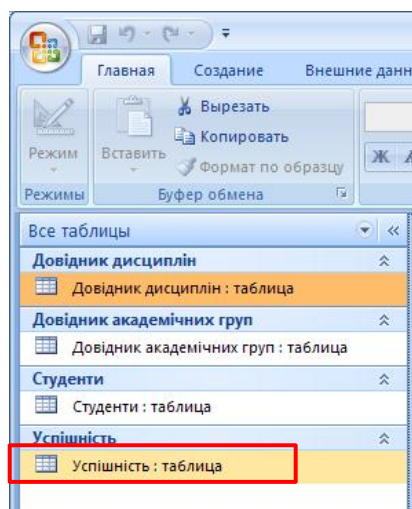 Главная Создание Внешние данн
Вырезать
Копировать
Формат по образцу
Режим Вставить
Ж
Режимы Буфер обмена
Все таблицы
Довідник дисциплін
Довідник дисциплін : таблица
Довідник академічних груп
Довідник академічних груп : таблица
Студенти
Студенти : таблица
Успішність
Успішність : таблица